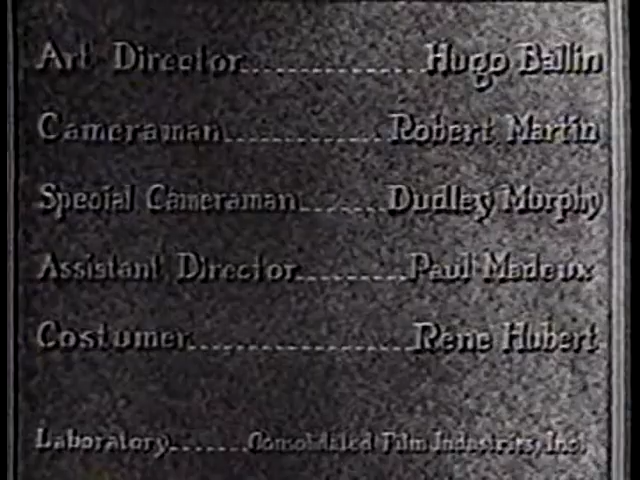 Art Director Hugo Ballin
Cameraman Robert Martin
Special Cameraman Dudley Murphy
Assistant Director Paul Madeux
Costumer Rene Hubert
Laboratory Consolidated Film Industries, Inc.